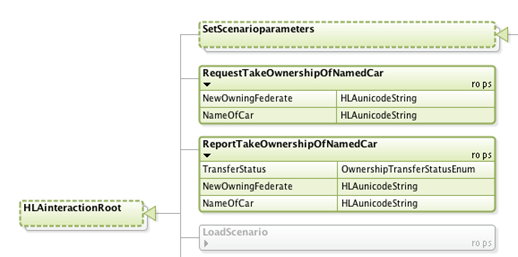 SetScenarioparameters
RequestTakeOwnershipOfNamedCar
ro ps
NewOwningFederate HLAunicodeString
NameOfCar HLAunicodeString
ReportTakeOwnershipOfNamedCar
ro ps
TransferStatus OwnershipTransferStatusEnum
NewOwningFederate HLAunicodeString
NameOfCar HLAunicodeString
HLAinteractionRoot
LoadScenario
ro ps